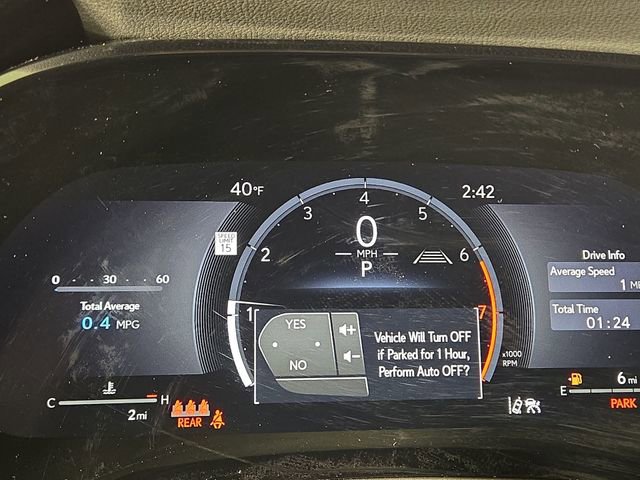 40°F
2:42
4
3
5
2
6
1
7
0
MPH
P
x1000
RPM
SPEED
LIMIT
15
0 30 60
Total Average
0.4 MPG
YES
NO
+
-
Vehicle Will Turn OFF
if Parked for 1 Hour,
Perform Auto OFF?
Drive Info
Average Speed
1
Total Time
01:24
C H
2 mi
REAR
E
6 mi
PARK